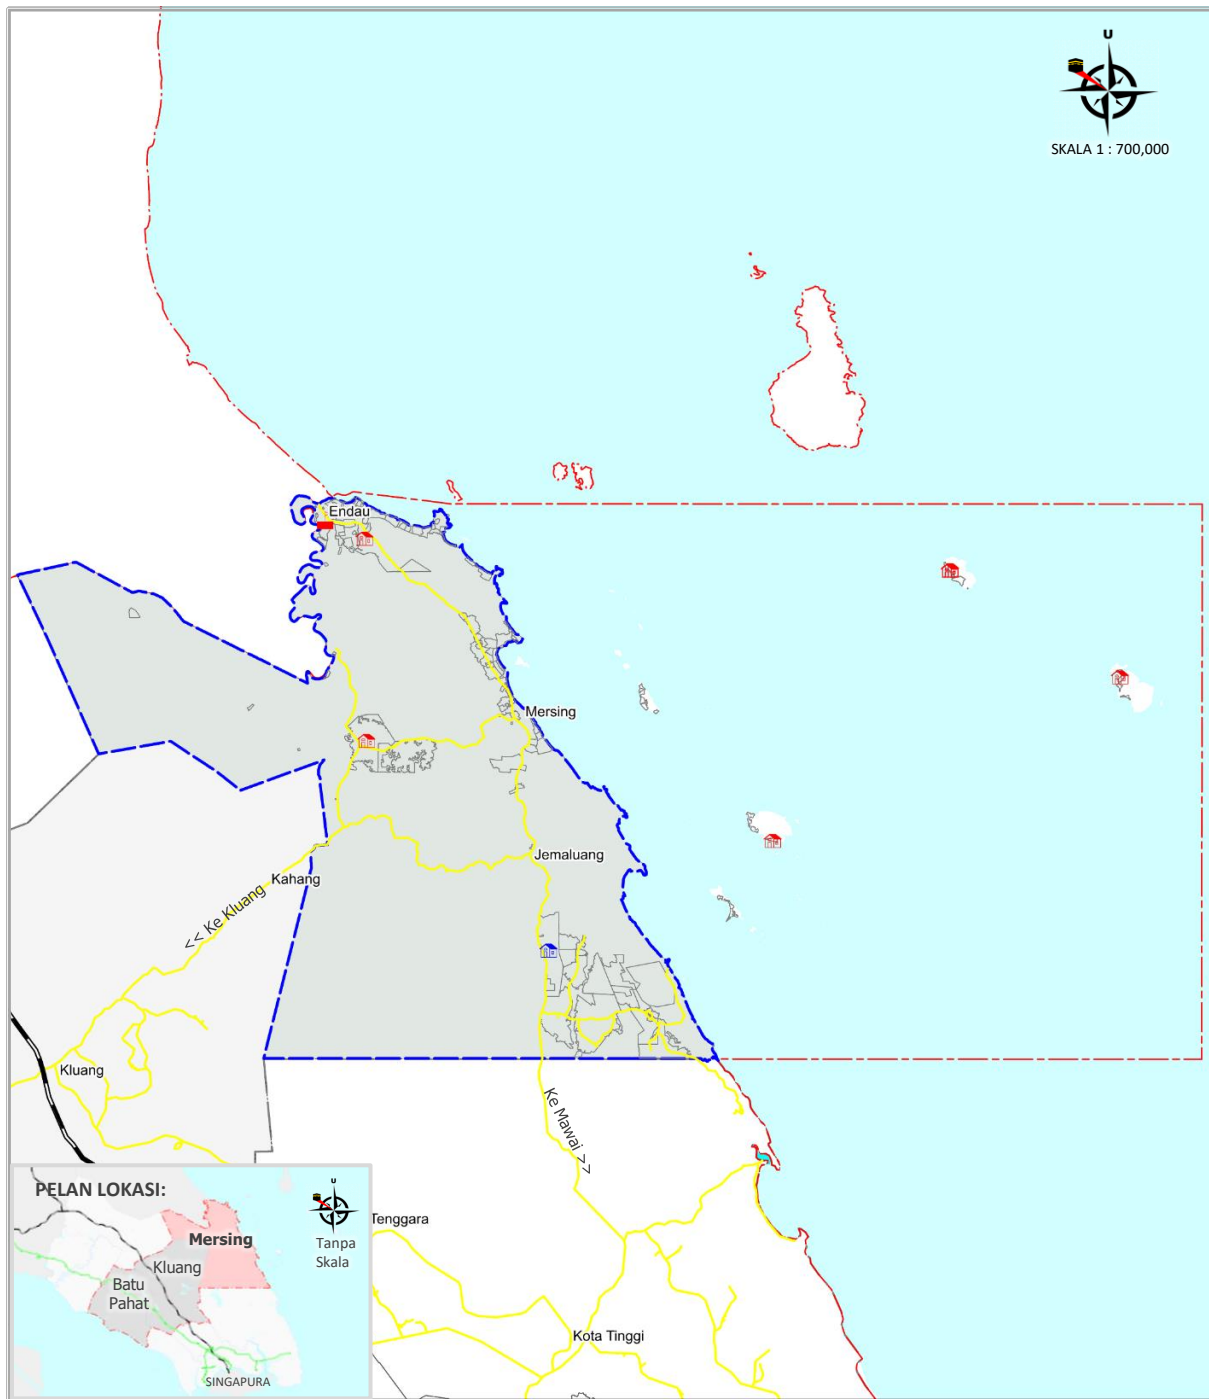 U
SKALA 1 : 700,000
Endau
Mersing
Jemaluang
Kahang
<< Ke Kluang
Kluang
Ke Mawai >>
PELAN LOKASI:
U
Tanpa
Skala
Mersing
Kluang
Batu
Pahat
SINGAPURA
Tenggara
Kota Tinggi